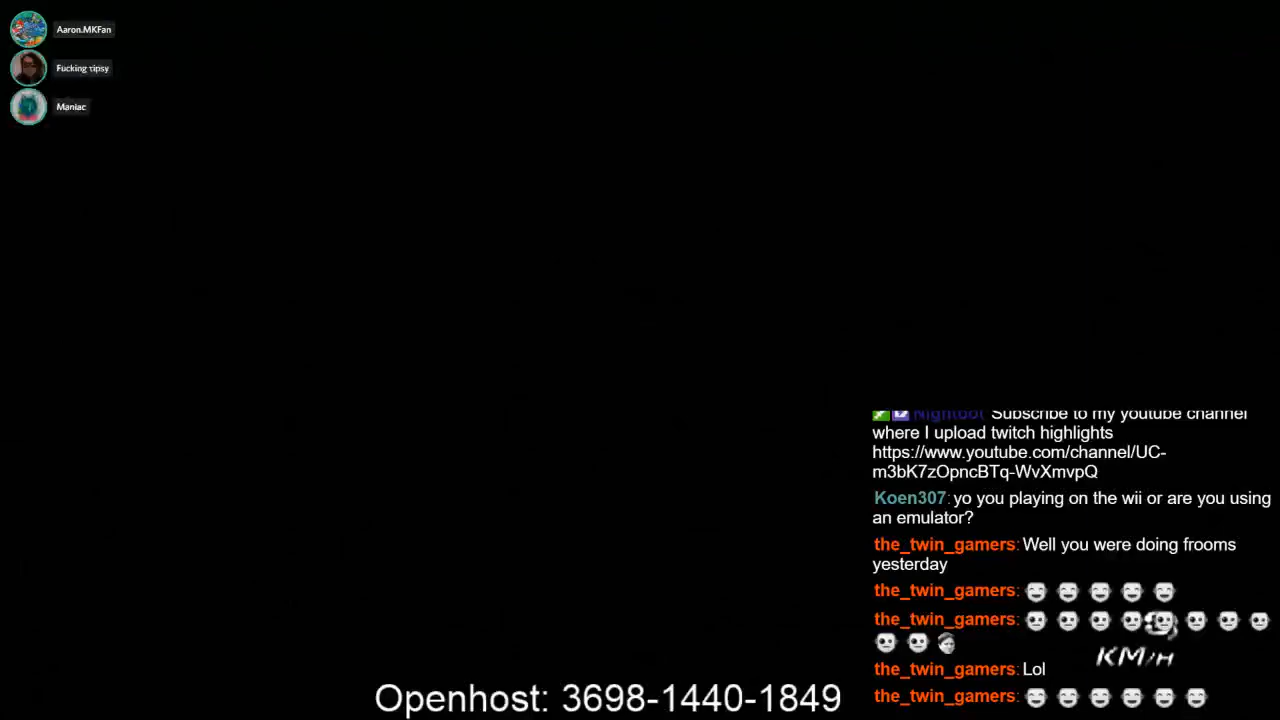 Aaron.MKFan
Fucking tipsy
Maniac
Nightbot Subscribe to my youtube channel
where I upload twitch highlights
https://www.youtube.com/channel/UC-
m3bK7zOpncBTq-WvXmvpQ
Koen307: yo you playing on the wii or are you using
an emulator?
the_twin_gamers: Well you were doing frooms
yesterday
the_twin_gamers:
the_twin_gamers:
KM/H
the_twin_gamers: Lol
the_twin_gamers:
Openhost: 3698-1440-1849